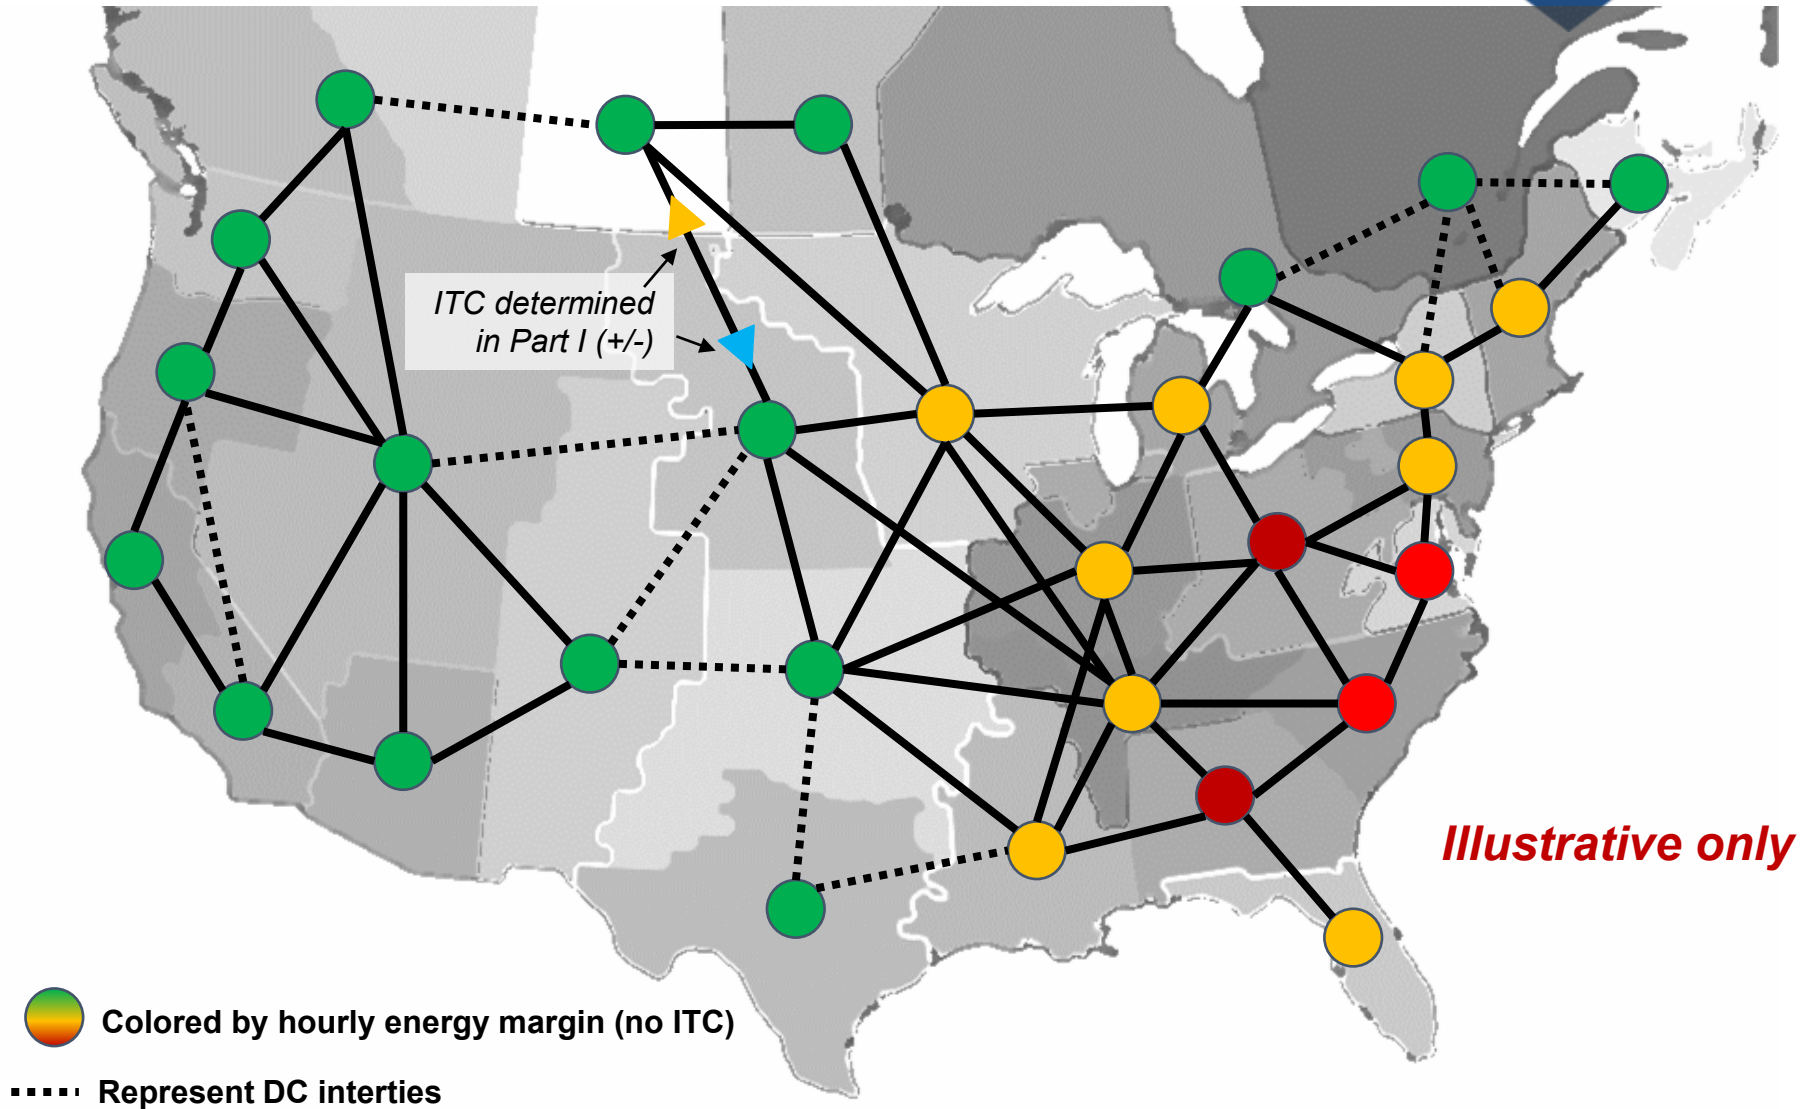 ITC determined
in Part I (+/-)
Illustrative only
Colored by hourly energy margin (no ITC)
Represent DC interties